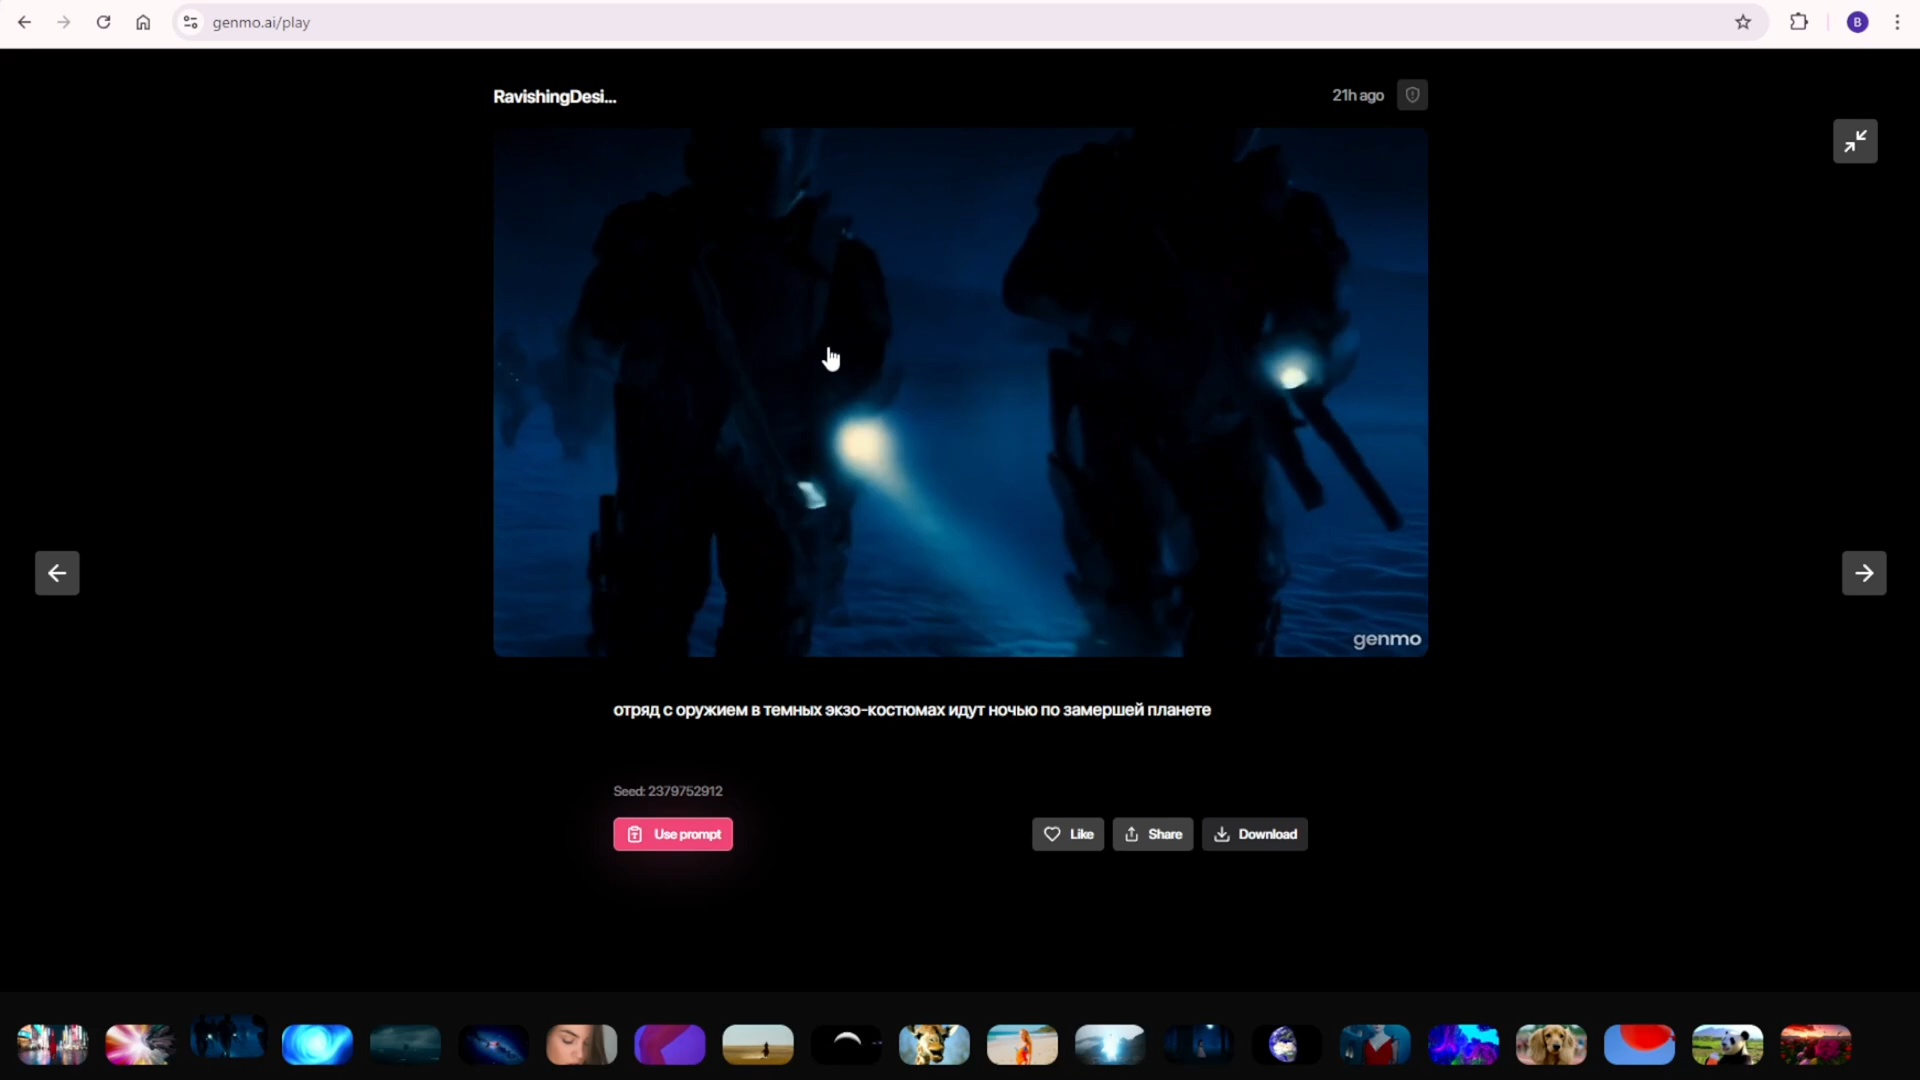 genmo.ai/play
B
RavishingDesi...
21h ago
genmo
отряд с оружием в темных экзо-костюмах идут ночью по замершей планете
Seed: 2379752912
Use prompt
Like
Share
Download